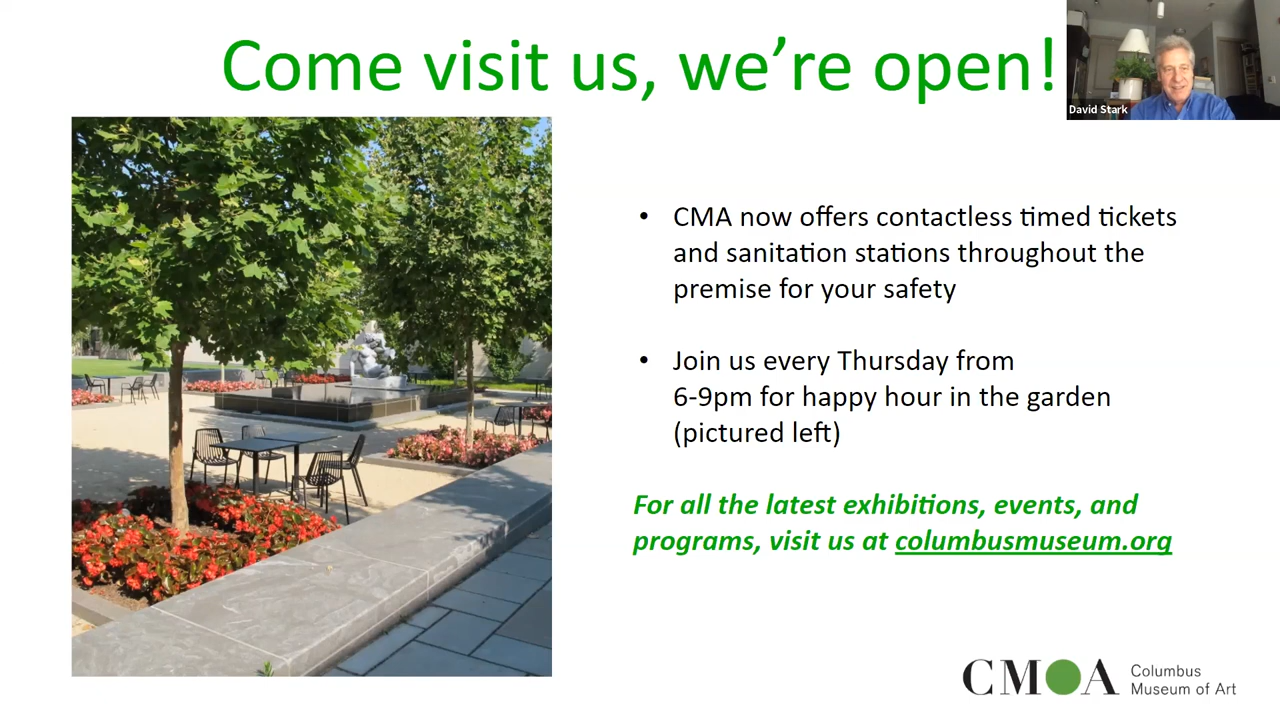 Come visit us, we’re open!
David Stark
• CMA now offers contactless timed tickets
and sanitation stations throughout the
premise for your safety
• Join us every Thursday from
6-9pm for happy hour in the garden
(pictured left)
For all the latest exhibitions, events, and
programs, visit us at columbusmuseum.org
CMOA Columbus
Museum of Art